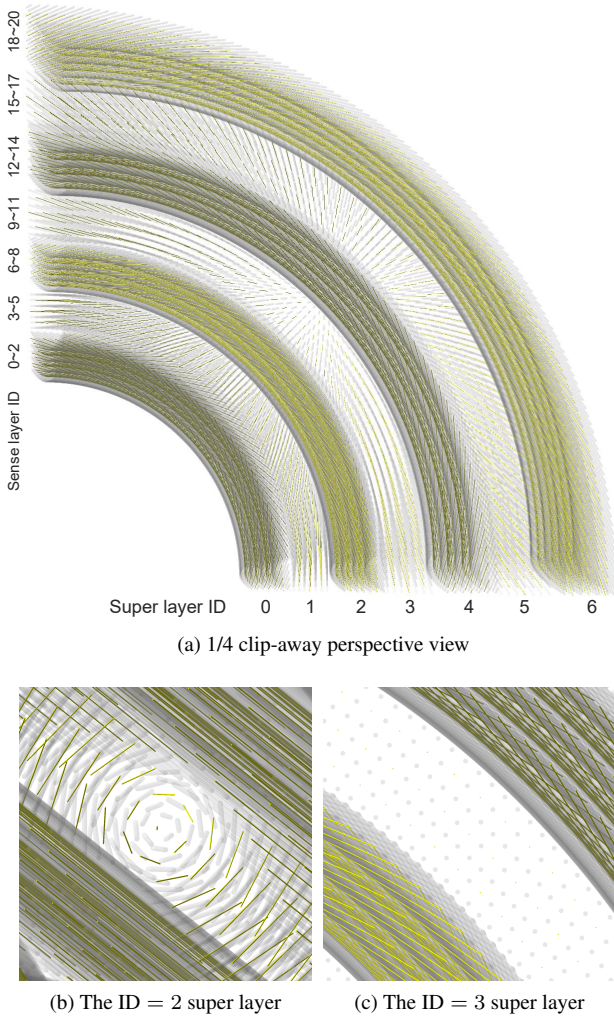 18~20
15~17
12~14
9~11
6~8
3~5
0~2
Sense layer ID
Super layer ID 0 1 2 3 4 5 6
(a) 1/4 clip-away perspective view
(b) The ID = 2 super layer
(c) The ID = 3 super layer